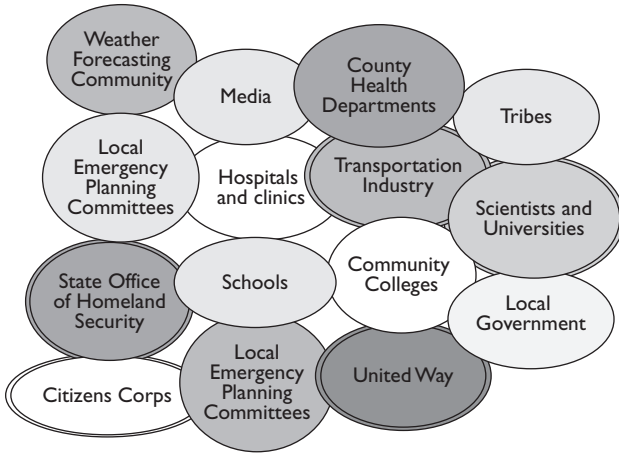 Weather
Forecasting
Community
Media
County
Health
Departments
Tribes
Local
Emergency
Planning
Committees
Hospitals
and clinics
Transportation
Industry
Scientists and
Universities
State Office
of Homeland
Security
Schools
Community
Colleges
Local
Government
Citizens Corps
Local
Emergency
Planning
Committees
United Way